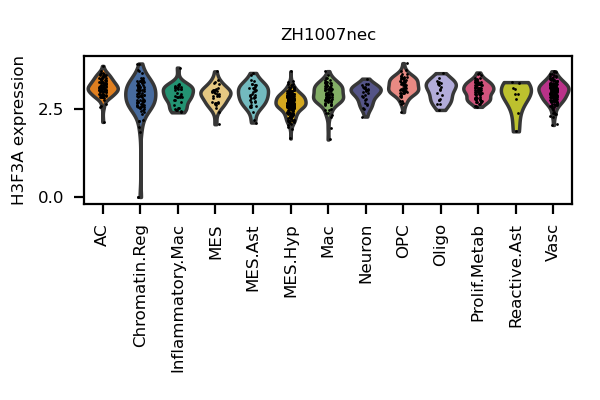 ZH1007nec
H3F3A expression
2.5
0.0
AC
Chromatin.Reg
Inflammatory.Mac
MES
MES.Ast
MES.Hyp
Mac
Neuron
OPC
Oligo
Prolif.Metab
Reactive.Ast
Vasc